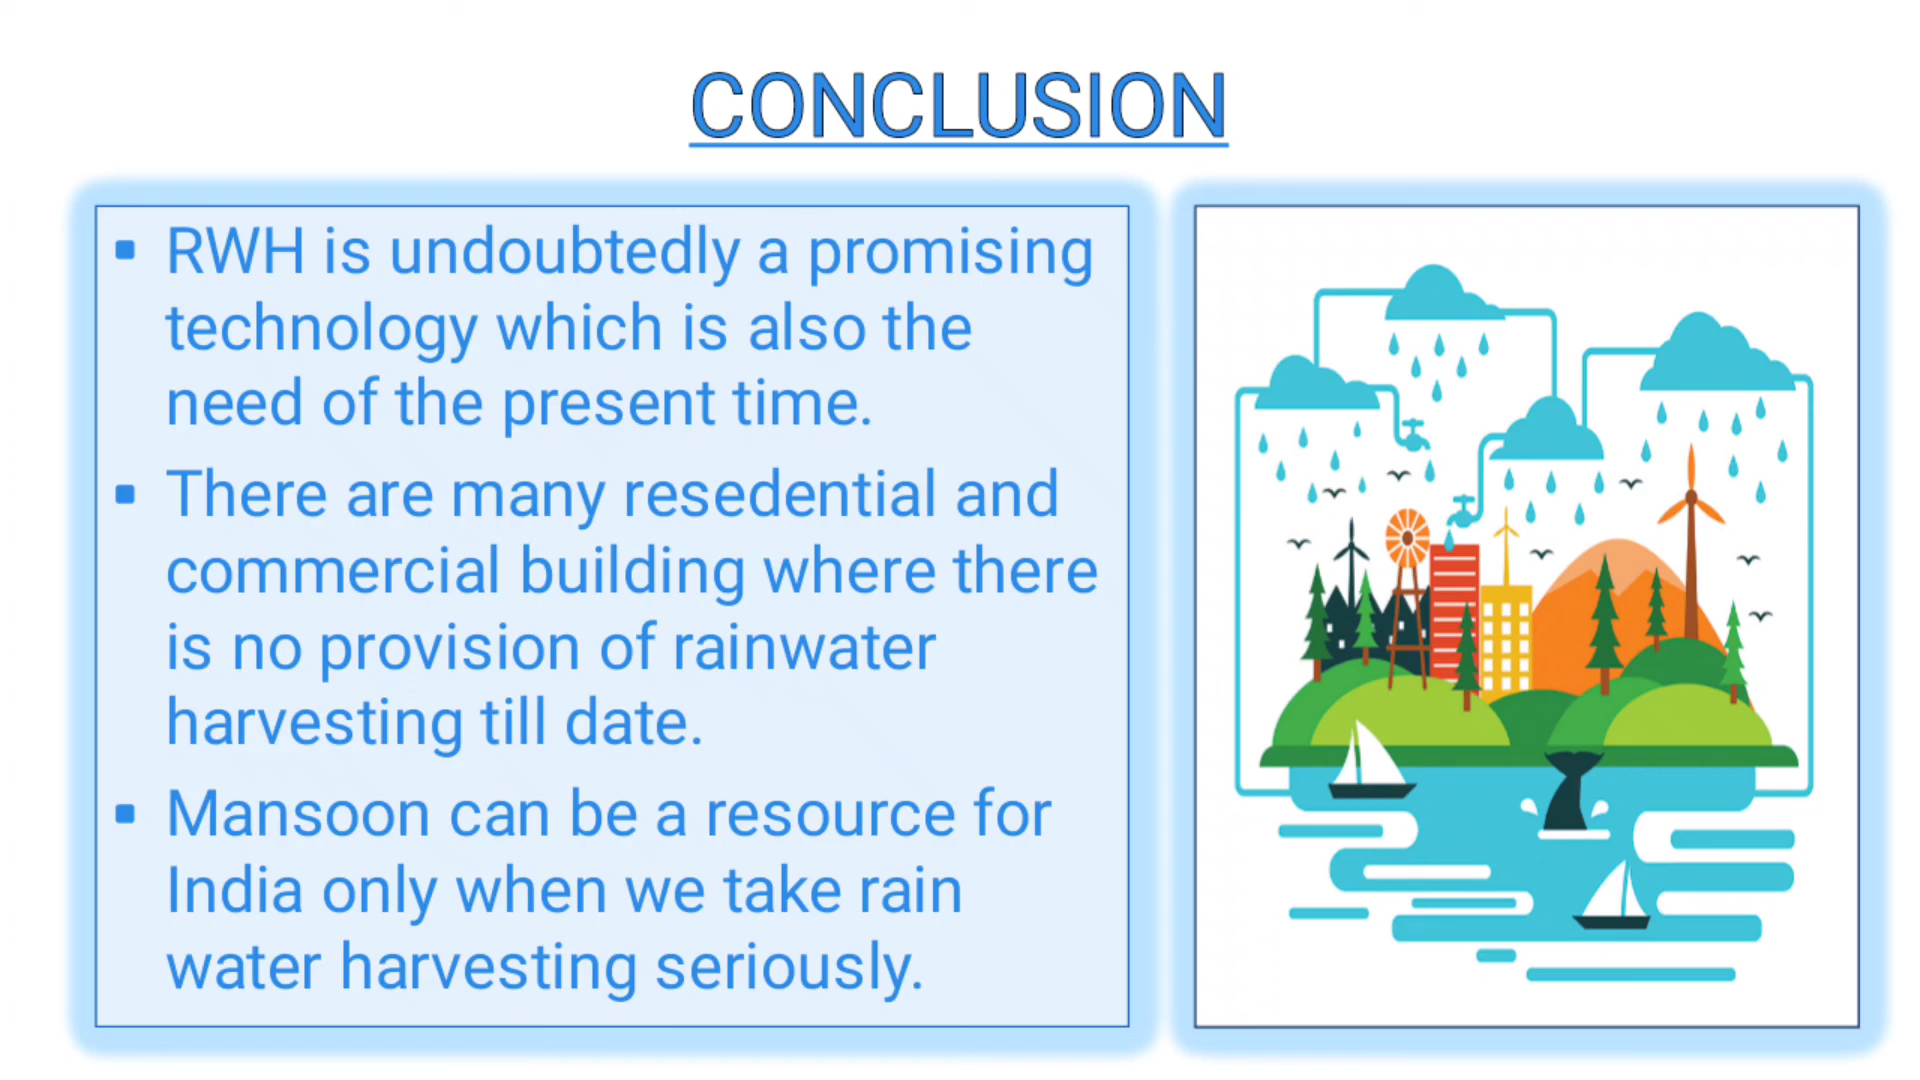 CONCLUSION
▪ RWH is undoubtedly a promising
technology which is also the
need of the present time.
▪ There are many resedential and
commercial building where there
is no provision of rainwater
harvesting till date.
▪ Mansoon can be a resource for
India only when we take rain
water harvesting seriously.